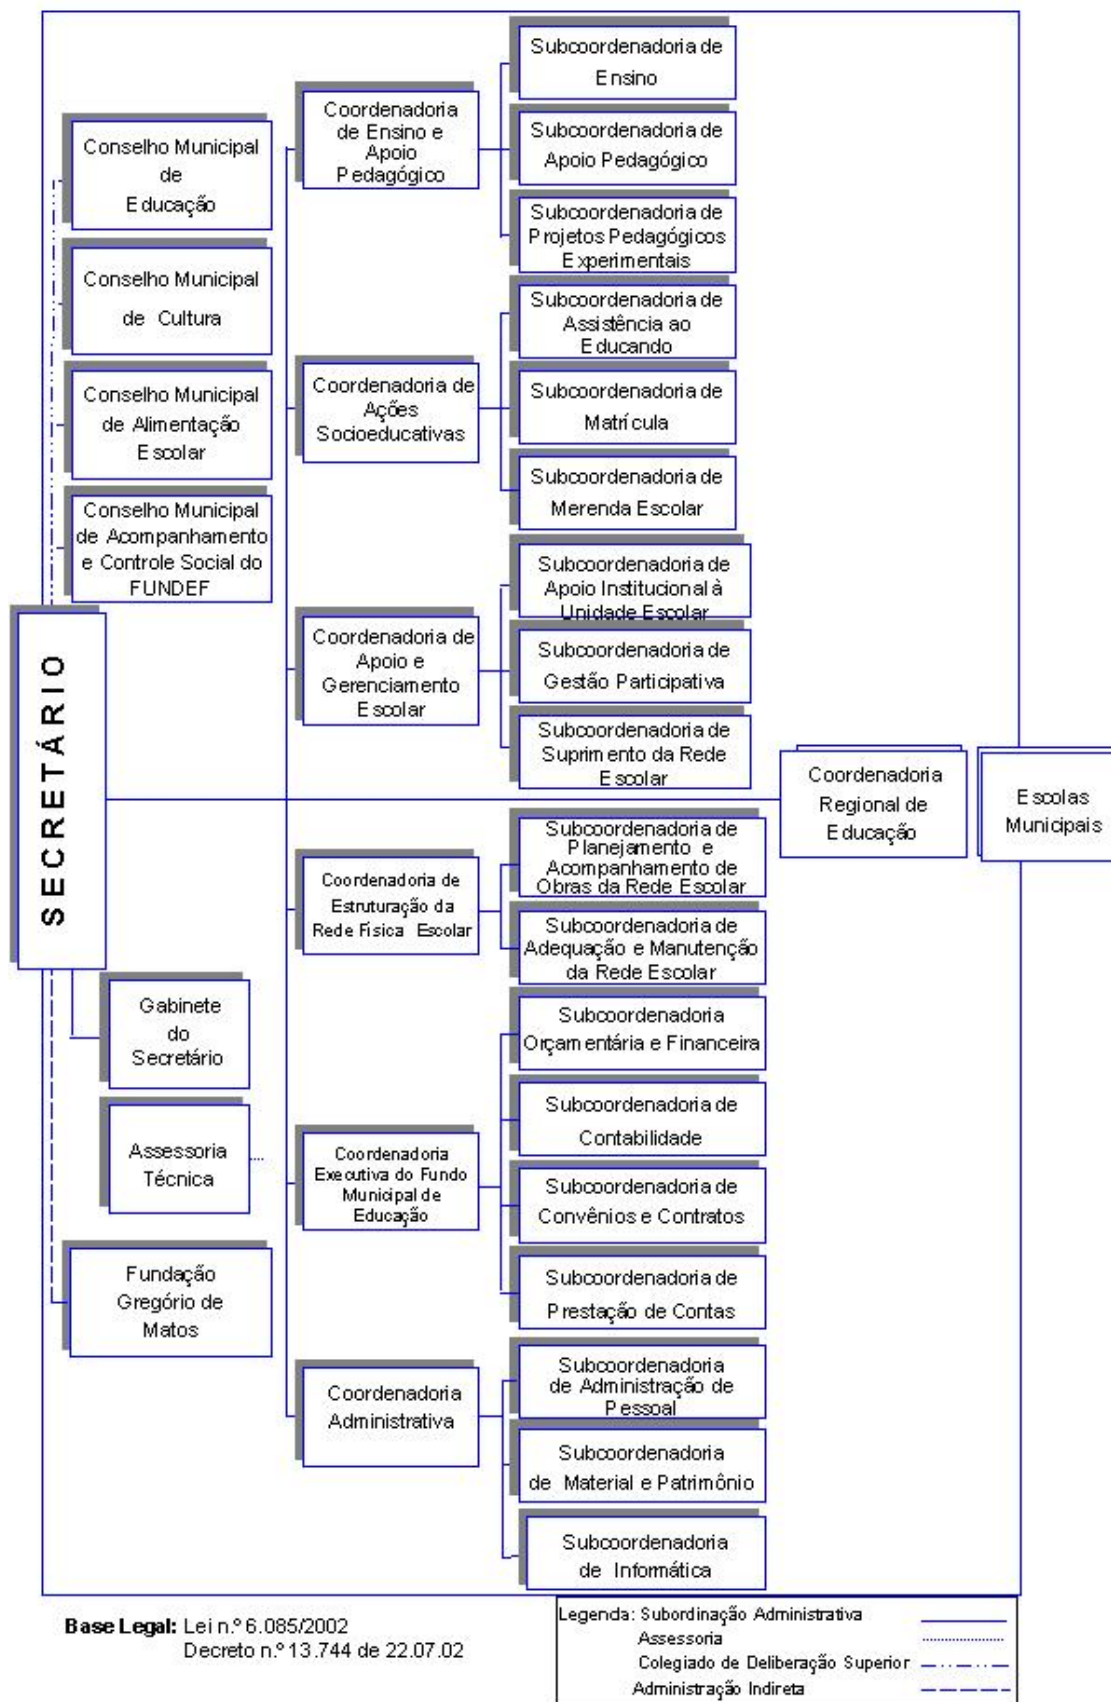 Conselho Municipal
de
Educação
Conselho Municipal
de Cultura
Conselho Municipal
de Alimentação
Escolar
Conselho Municipal
de Acompanhamento
e Controle Social do
FUNDEF
SECRETÁRIO
Gabinete
do
Secretário
Assessoria
Técnica
Fundação
Gregório de
Matos
Coordenadoria
de Ensino e
Apoio
Pedagógico
Subcoordenadoria de
Ensino
Subcoordenadoria de
Apoio Pedagógico
Subcoordenadoria de
Projetos Pedagógicos
Experimentais
Coordenadoria de
Ações
Socioeducativas
Subcoordenadoria de
Assistência ao
Educando
Subcoordenadoria de
Matrícula
Subcoordenadoria de
Merenda Escolar
Coordenadoria de
Apoio e
Gerenciamento
Escolar
Subcoordenadoria de
Apoio Institucional à
Unidade Escolar
Subcoordenadoria de
Gestão Participativa
Subcoordenadoria de
Suprimento da Rede
Escolar
Coordenadoria
Regional de
Educação
Escolas
Municipais
Coordenadoria de
Estruturação da
Rede Física Escolar
Subcoordenadoria de
Planejamento e
Acompanhamento de
Obras da Rede Escolar
Subcoordenadoria de
Adequação e Manutenção
da Rede Escolar
Coordenadoria
Executiva do Fundo
Municipal de
Educação
Subcoordenadoria
Orçamentária e Financeira
Subcoordenadoria de
Contabilidade
Subcoordenadoria de
Convênios e Contratos
Subcoordenadoria de
Prestação de Contas
Coordenadoria
Administrativa
Subcoordenadoria
de Administração de
Pessoal
Subcoordenadoria
de Material e Patrimônio
Subcoordenadoria
de Informática
Base Legal: Lei n.º 6.085/2002
Decreto n.º 13.744 de 22.07.02
Legenda: Subordinação Administrativa
Assessoria
Colegiado de Deliberação Superior
Administração Indireta